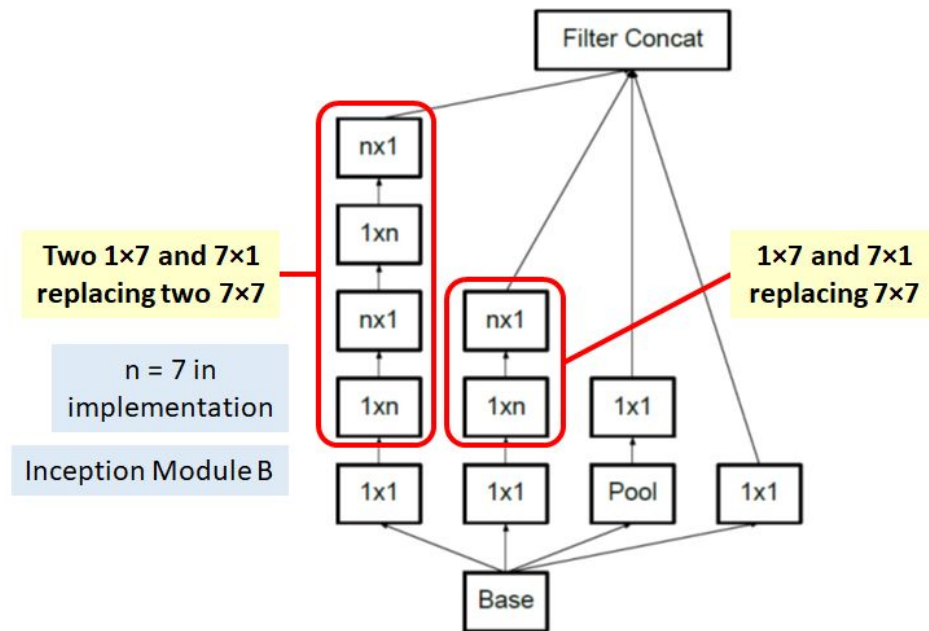 Filter Concat
nx1
1xn
Two 1×7 and 7×1
replacing two 7×7
1×7 and 7×1
replacing 7×7
nx1
nx1
n = 7 in
implementation
1xn
1xn
1x1
Inception Module B
1x1
1x1
Pool
1x1
Base